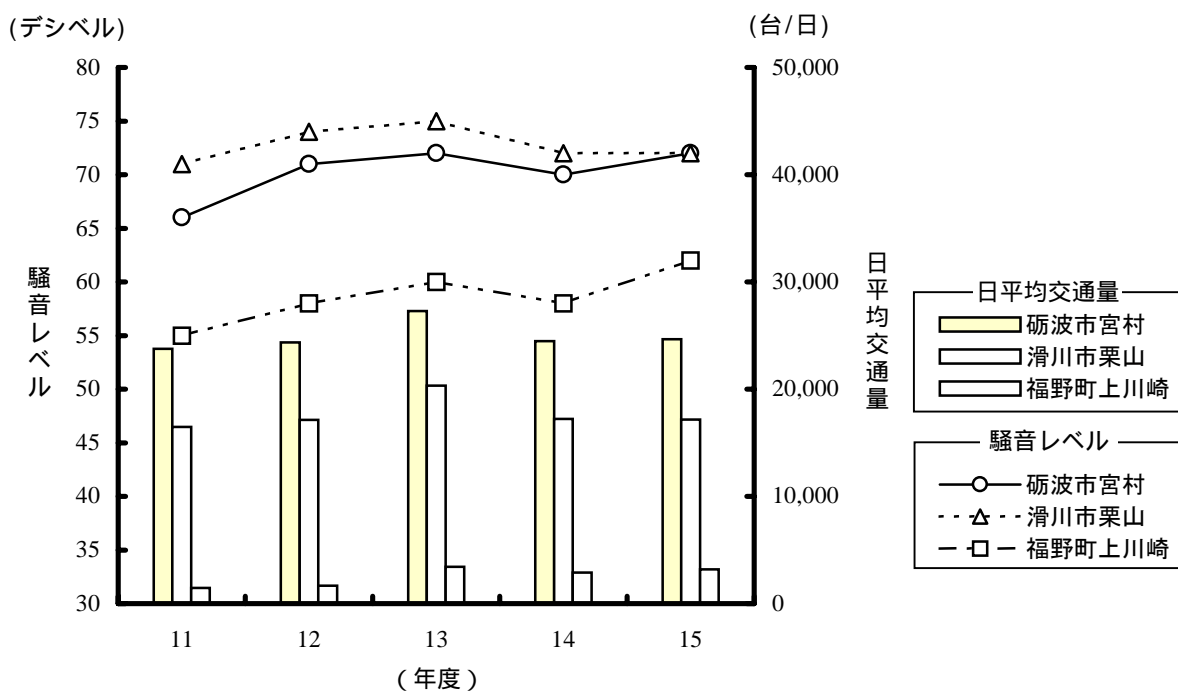 (デシベル)
(台/日)
80
75
70
65
60
55
50
45
40
35
30
騒音レベル
50,000
40,000
30,000
20,000
10,000
0
日平均交通量
11 12 13 14 15
(年度)
日平均交通量
砺波市宮村
滑川市栗山
福野町上川崎
騒音レベル
砺波市宮村
滑川市栗山
福野町上川崎